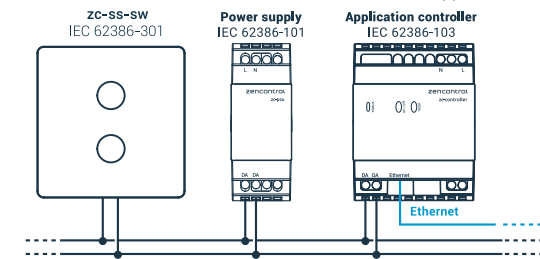 zc-ss-sw
IEC 62386-301
Power supply
IEC 62386-101
Application controller
IEC 62386-103
L N
zencontrol
zc-psu
DA DA
N L
zencontrol
zc-controller
DA DA Ethernet
Ethernet